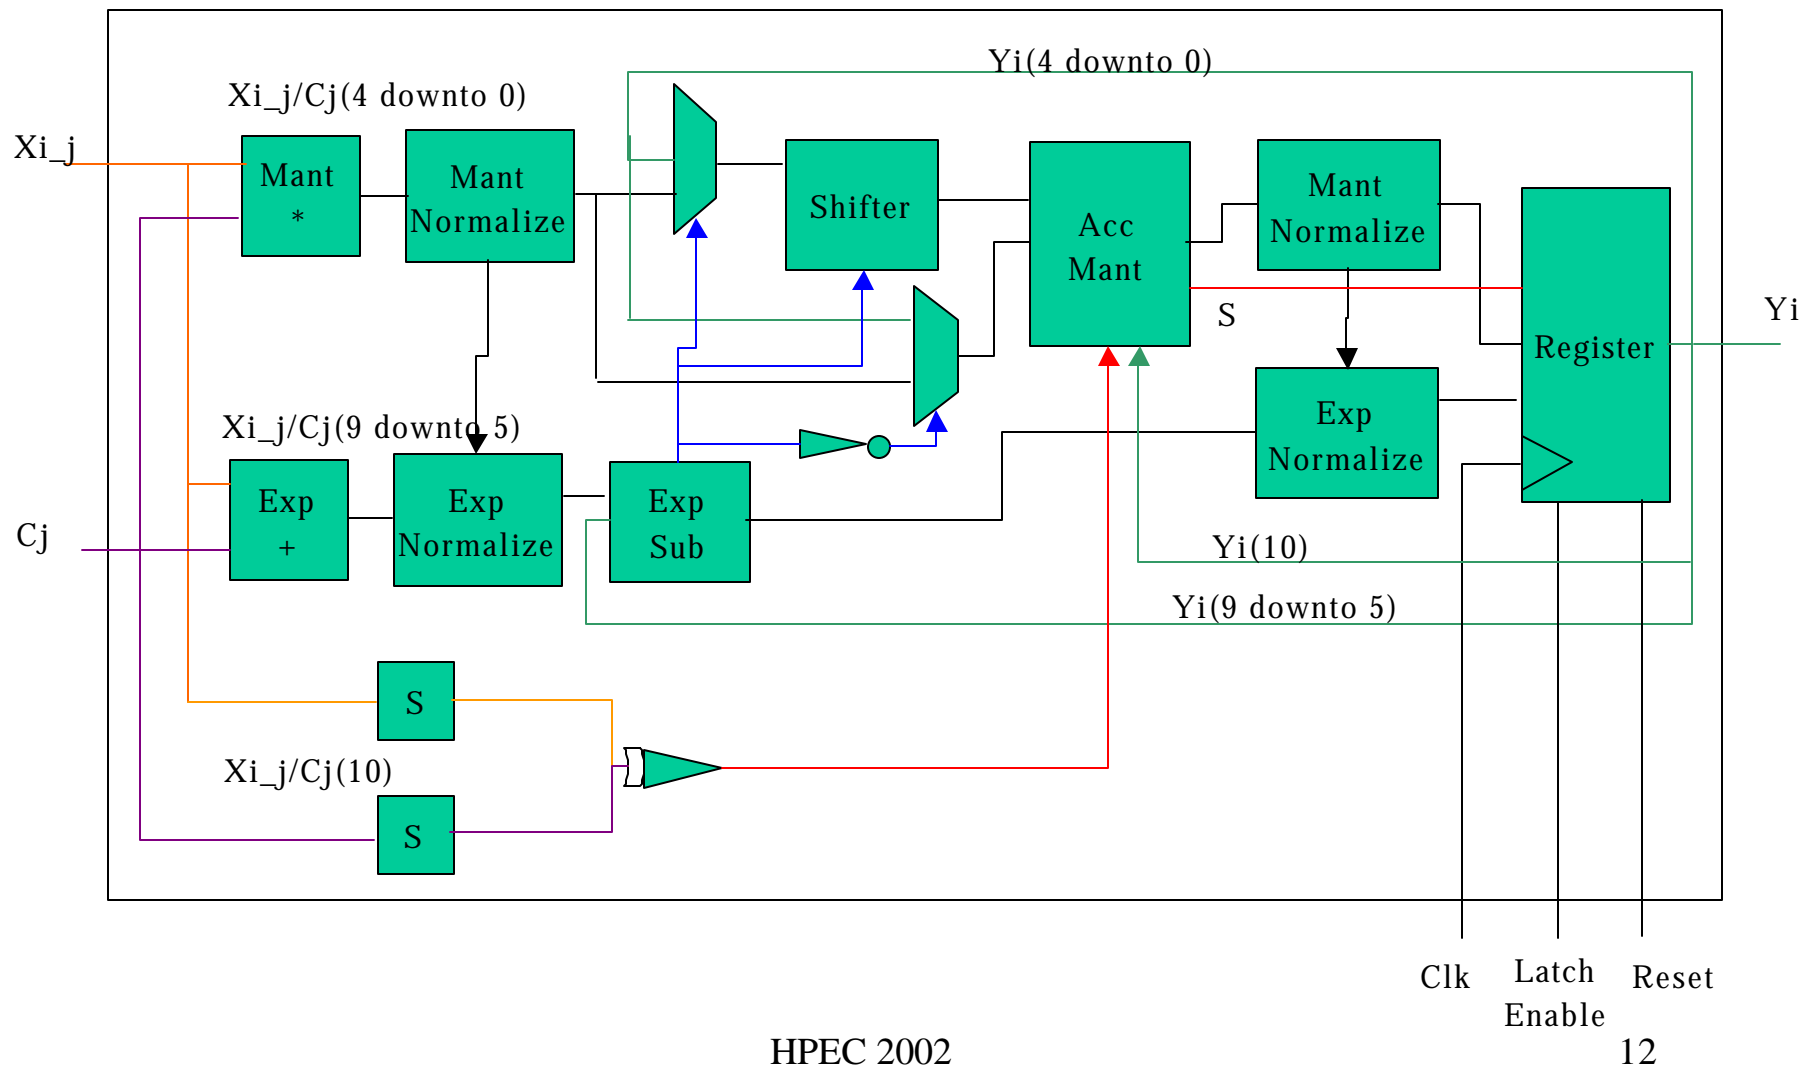 Yi(4 downto 0)
Xi_j/Cj(4 downto 0)
Xi_j
Mant
*
Mant
Normalize
Shifter
Acc
Mant
Mant
Normalize
S
Yi
Register
Xi_j/Cj(9 downto 5)
Exp
+
Exp
Normalize
Exp
Sub
Exp
Normalize
Cj
Yi(10)
Yi(9 downto 5)
S
Xi_j/Cj(10)
S
Clk
Latch
Enable
Reset
HPEC 2002
12